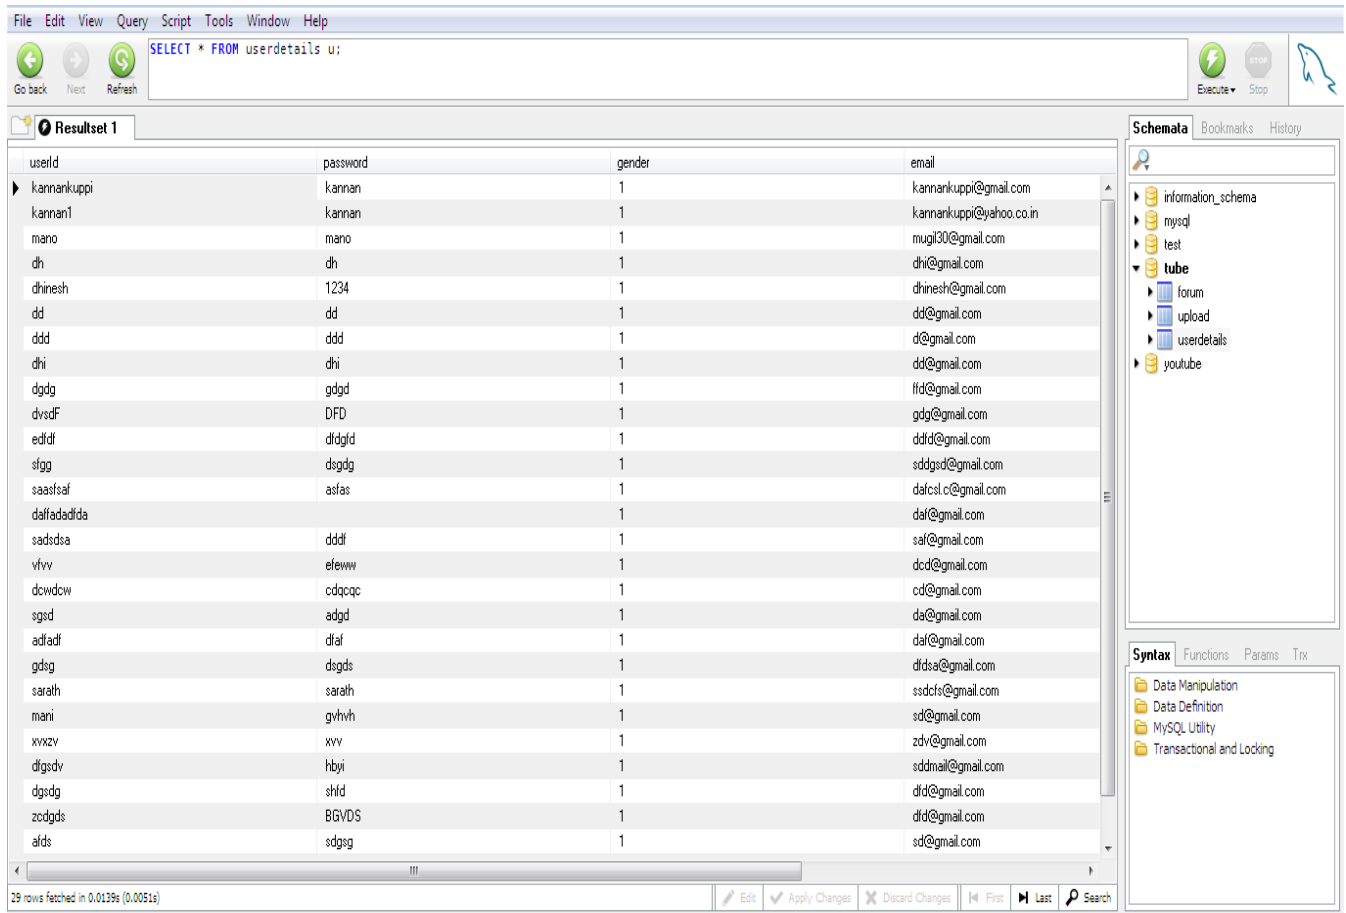 File Edit View Query Script Tools Window Help
SELECT * FROM userdetails u;
Go back Next Refresh Execute STOP Stop
Resultset 1
userId password gender email
kannankuppi kannan 1 kannankuppi@gmail.com
kannan1 kannan 1 kannankuppi@yahoo.co.in
mano mano 1 mugil30@gmail.com
dh dh 1 dhi@gmail.com
dhinesh 1234 1 dhinesh@gmail.com
dd dd 1 dd@gmail.com
ddd ddd 1 d@gmail.com
dhi dhi 1 dd@gmail.com
dgdg gdgd 1 ffd@gmail.com
dvsdF DFD 1 gdg@gmail.com
edfdf dfdgfd 1 ddfd@gmail.com
sfgg dsgdg 1 sddgsd@gmail.com
saasfsaf asfas 1 dafcsl.c@gmail.com
daffadadfda 1 daf@gmail.com
sadsdsa dddf 1 saf@gmail.com
vfvv efeww 1 dcd@gmail.com
dcwdcw cdqcqc 1 cd@gmail.com
sgsd adgd 1 da@gmail.com
adfadf dfaf 1 daf@gmail.com
gdsg dsgds 1 dfdsa@gmail.com
sarath sarath 1 ssdcfs@gmail.com
mani gvhvh 1 sd@gmail.com
xvxzv xvv 1 zdv@gmail.com
dfgsdv hbyi 1 sddmail@gmail.com
dgsdg shfd 1 dfd@gmail.com
zcdgds BGVDS 1 dfd@gmail.com
afds sdgsg 1 sd@gmail.com
29 rows fetched in 0.0139s (0.0051s)
Edit Apply Changes Discard Changes First Last Search
Schemata Bookmarks History
information_schema
mysql
test
tube
forum
upload
userdetails
youtube
Syntax Functions Params Trx
Data Manipulation
Data Definition
MySQL Utility
Transactional and Locking